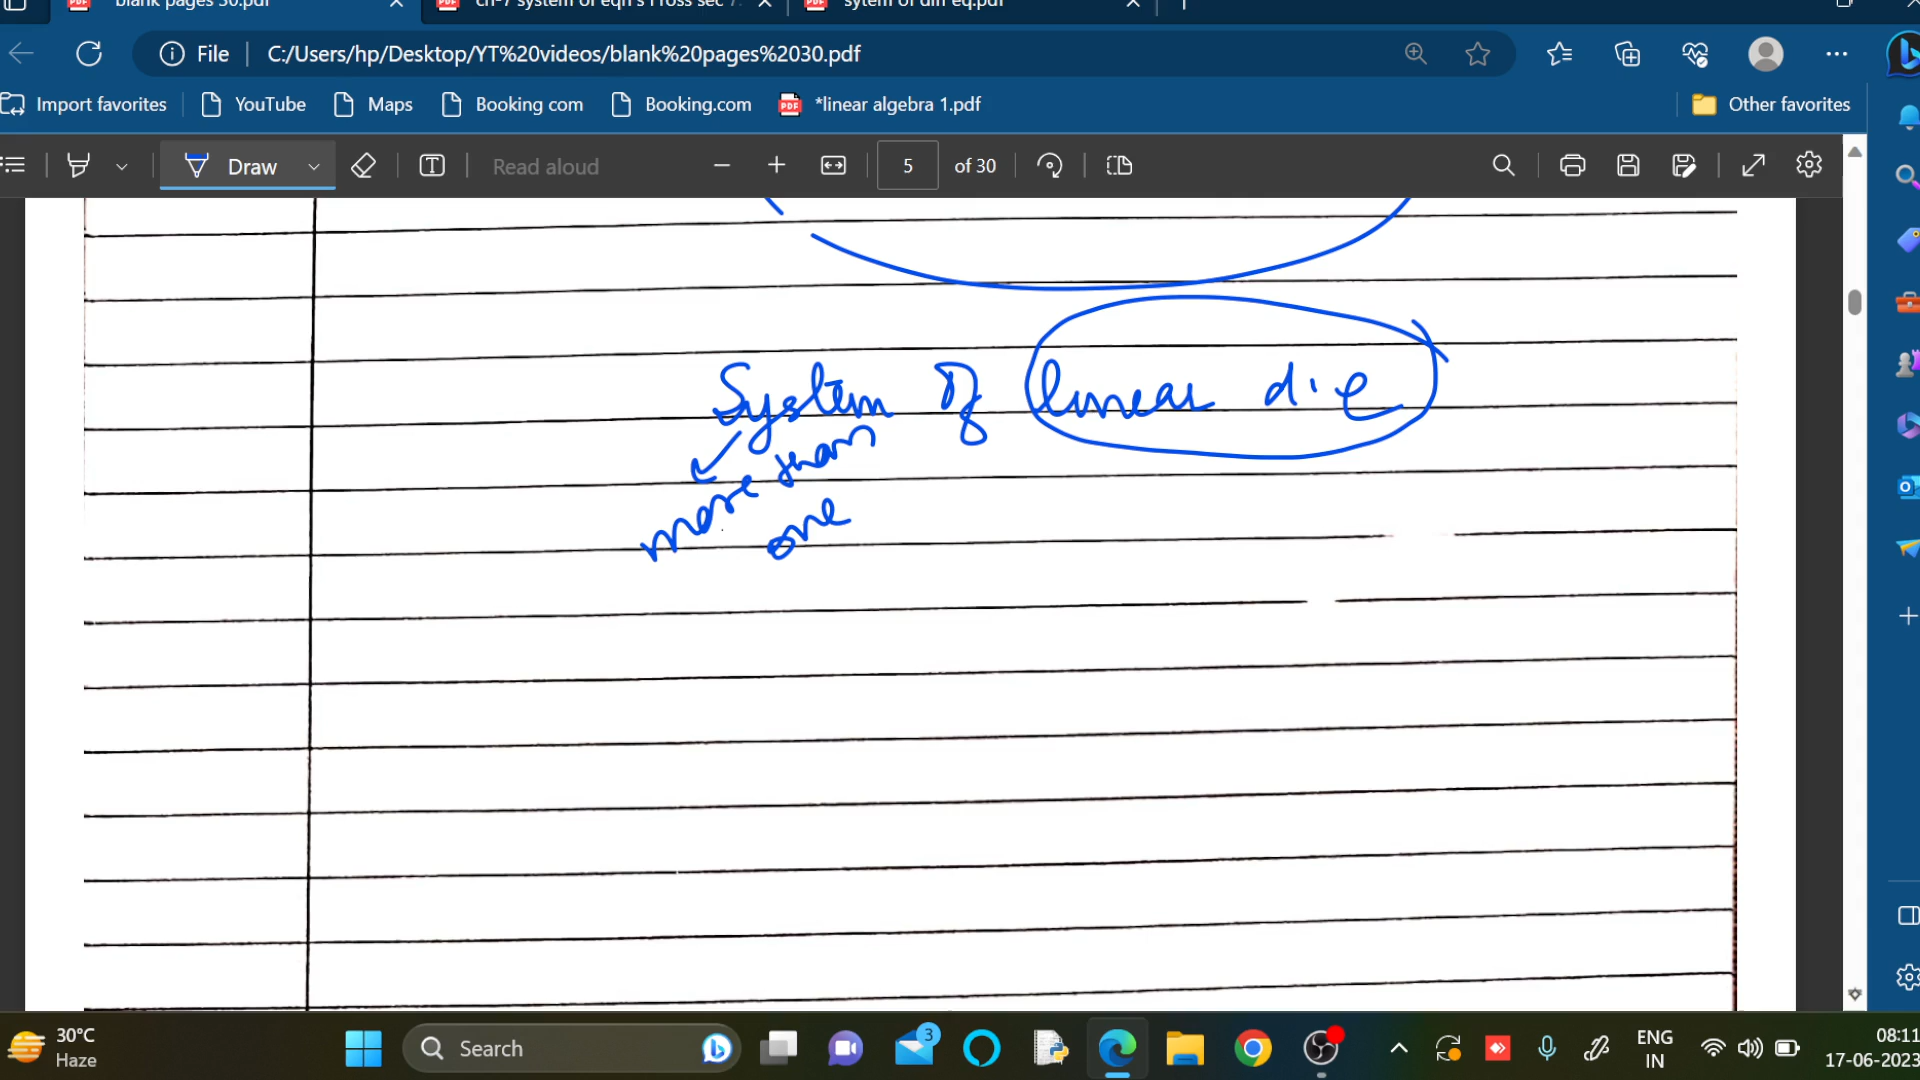 blank pages 30.pdf
ch-7 system of eqn's
sytem of diff eq.pdf
File C:/Users/hp/Desktop/YT%20videos/blank%20pages%2030.pdf
Import favorites YouTube Maps Booking com Booking.com *linear algebra 1.pdf Other favorites
Draw Read aloud 5 of 30
System of linear d.e
more than
one
30°C
Haze
Search
3
ENG
IN
08:11
17-06-2023